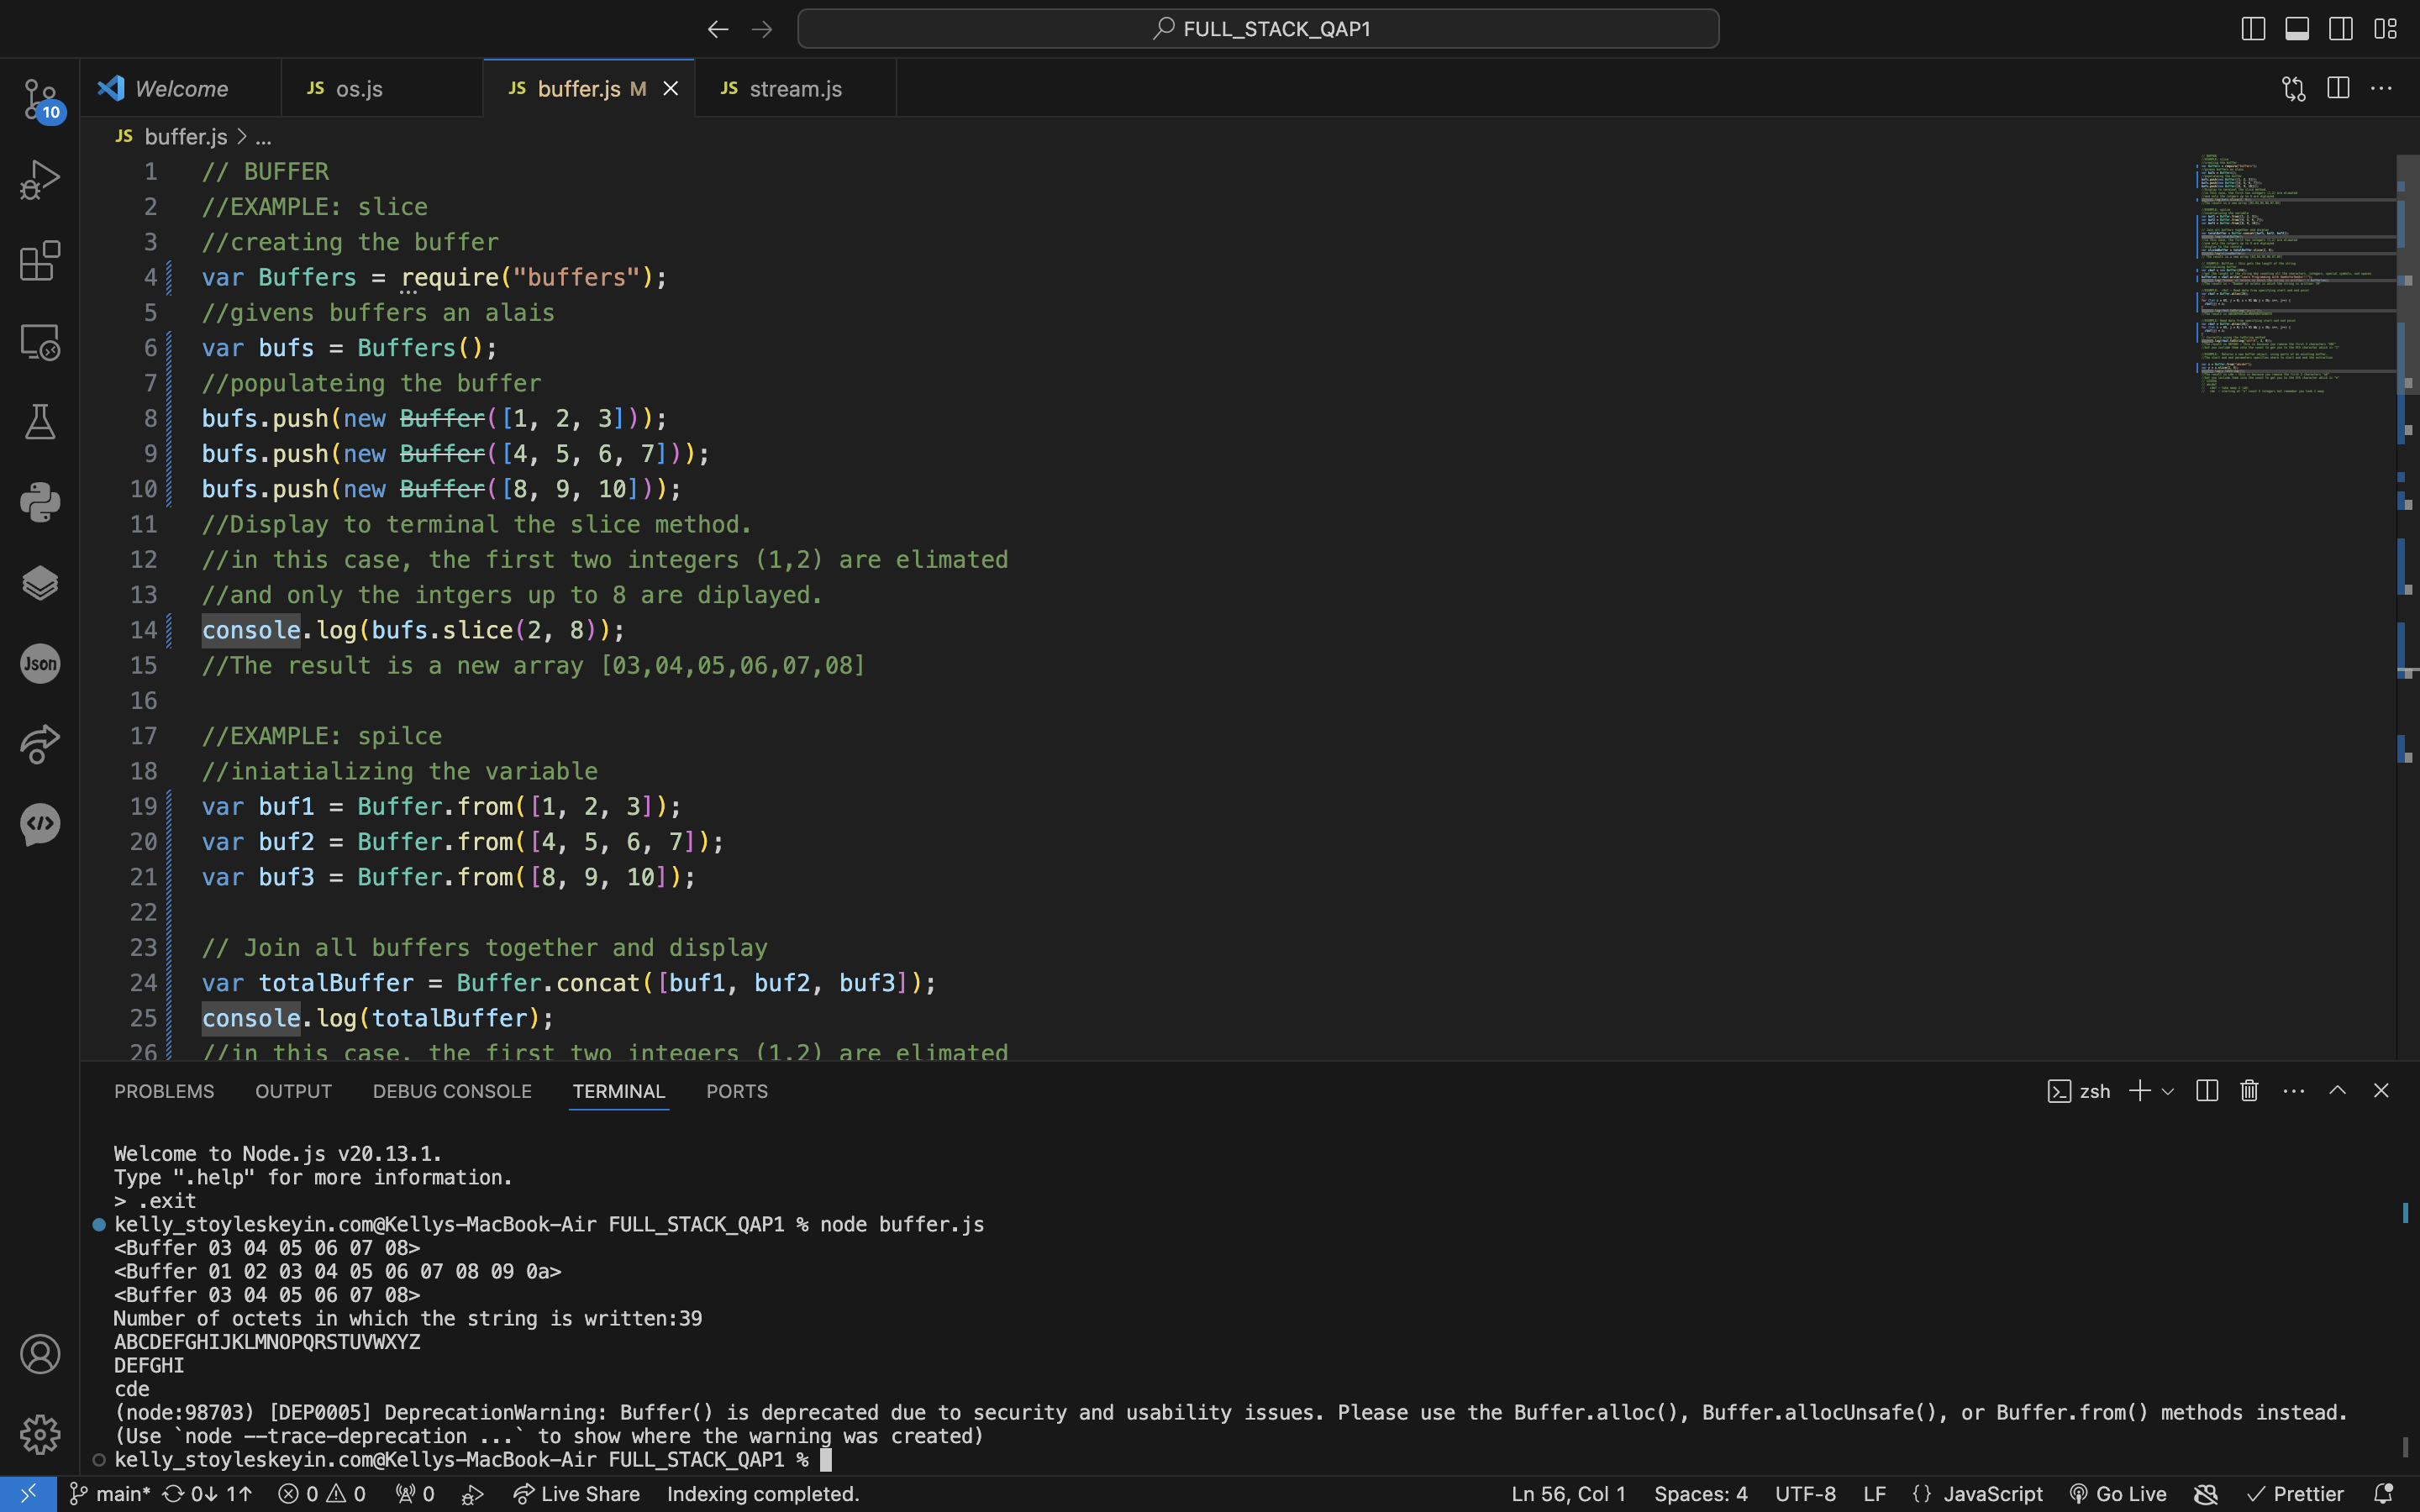 FULL_STACK_QAP1
10
Welcome
JS os.js
JS buffer.js M
JS stream.js
JS buffer.js > ...
1 // BUFFER
2 //EXAMPLE: slice
3 //creating the buffer
4 var Buffers = require("buffers");
5 //givens buffers an alais
6 var bufs = Buffers();
7 //populateing the buffer
8 bufs.push(new Buffer([1, 2, 3]));
9 bufs.push(new Buffer([4, 5, 6, 7]));
10 bufs.push(new Buffer([8, 9, 10]));
11 //Display to terminal the slice method.
12 //in this case, the first two integers (1,2) are elimated
13 //and only the intgers up to 8 are diplayed.
14 console.log(bufs.slice(2, 8));
15 //The result is a new array [03,04,05,06,07,08]
16
17 //EXAMPLE: spilce
18 //iniatializing the variable
19 var buf1 = Buffer.from([1, 2, 3]);
20 var buf2 = Buffer.from([4, 5, 6, 7]);
21 var buf3 = Buffer.from([8, 9, 10]);
22
23 // Join all buffers together and display
24 var totalBuffer = Buffer.concat([buf1, buf2, buf3]);
25 console.log(totalBuffer);
26 //in this case, the first two integers (1,2) are elimated
Json
PROBLEMS OUTPUT DEBUG CONSOLE TERMINAL PORTS
zsh
Welcome to Node.js v20.13.1.
Type ".help" for more information.
> .exit
kelly_stoyleskeyin.com@Kellys-MacBook-Air FULL_STACK_QAP1 % node buffer.js
<Buffer 03 04 05 06 07 08>
<Buffer 01 02 03 04 05 06 07 08 09 0a>
<Buffer 03 04 05 06 07 08>
Number of octets in which the string is written:39
ABCDEFGHIJKLMNOPQRSTUVWXYZ
DEFGHI
cde
(node:98703) [DEP0005] DeprecationWarning: Buffer() is deprecated due to security and usability issues. Please use the Buffer.alloc(), Buffer.allocUnsafe(), or Buffer.from() methods instead.
(Use `node --trace-deprecation ...` to show where the warning was created)
kelly_stoyleskeyin.com@Kellys-MacBook-Air FULL_STACK_QAP1 %
main* 0↓ 1↑ 0 0 0 Live Share Indexing completed. Ln 56, Col 1 Spaces: 4 UTF-8 LF {} JavaScript Go Live Prettier